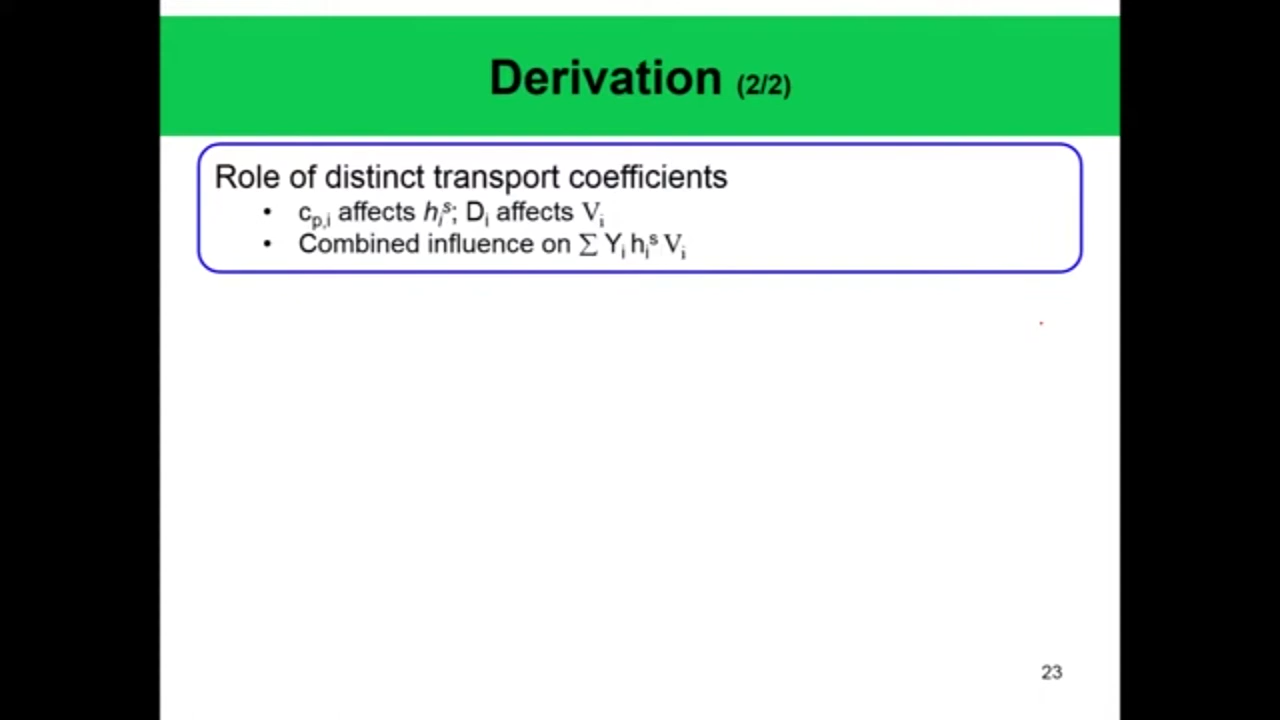 Derivation (2/2)
Role of distinct transport coefficients
• cp,i affects hᵢˢ; Dᵢ affects Vᵢ
• Combined influence on Σ Yᵢ hᵢˢ Vᵢ
23